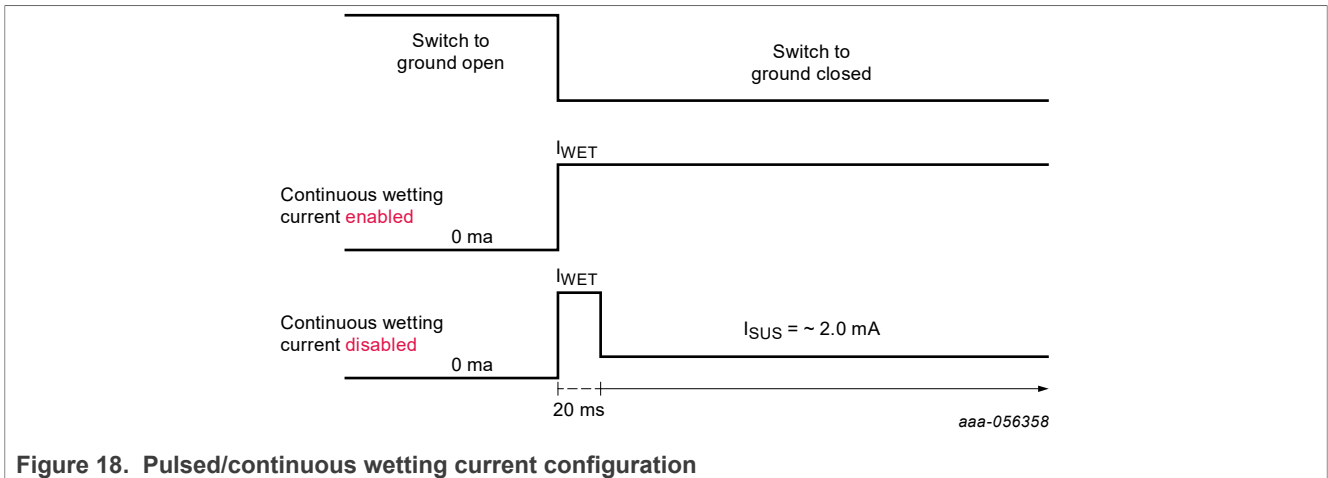 Switch to
ground open
Switch to
ground closed
IWET
Continuous wetting
current enabled
0 ma
IWET
Continuous wetting
current disabled
0 ma
ISUS = ~ 2.0 mA
20 ms
aaa-056358
Figure 18. Pulsed/continuous wetting current configuration